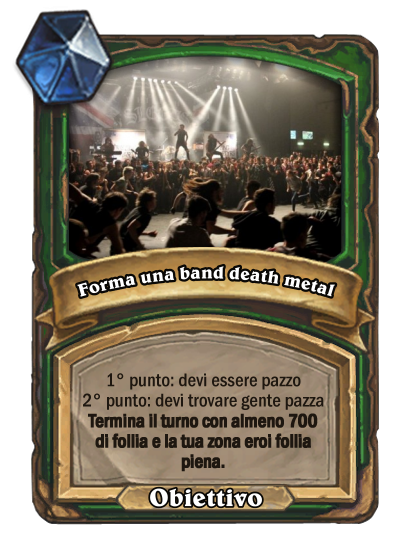 Forma una band death metal
1° punto: devi essere pazzo
2° punto: devi trovare gente pazza
Termina il turno con almeno 700
di follia e la tua zona eroi follia
piena.
Obiettivo